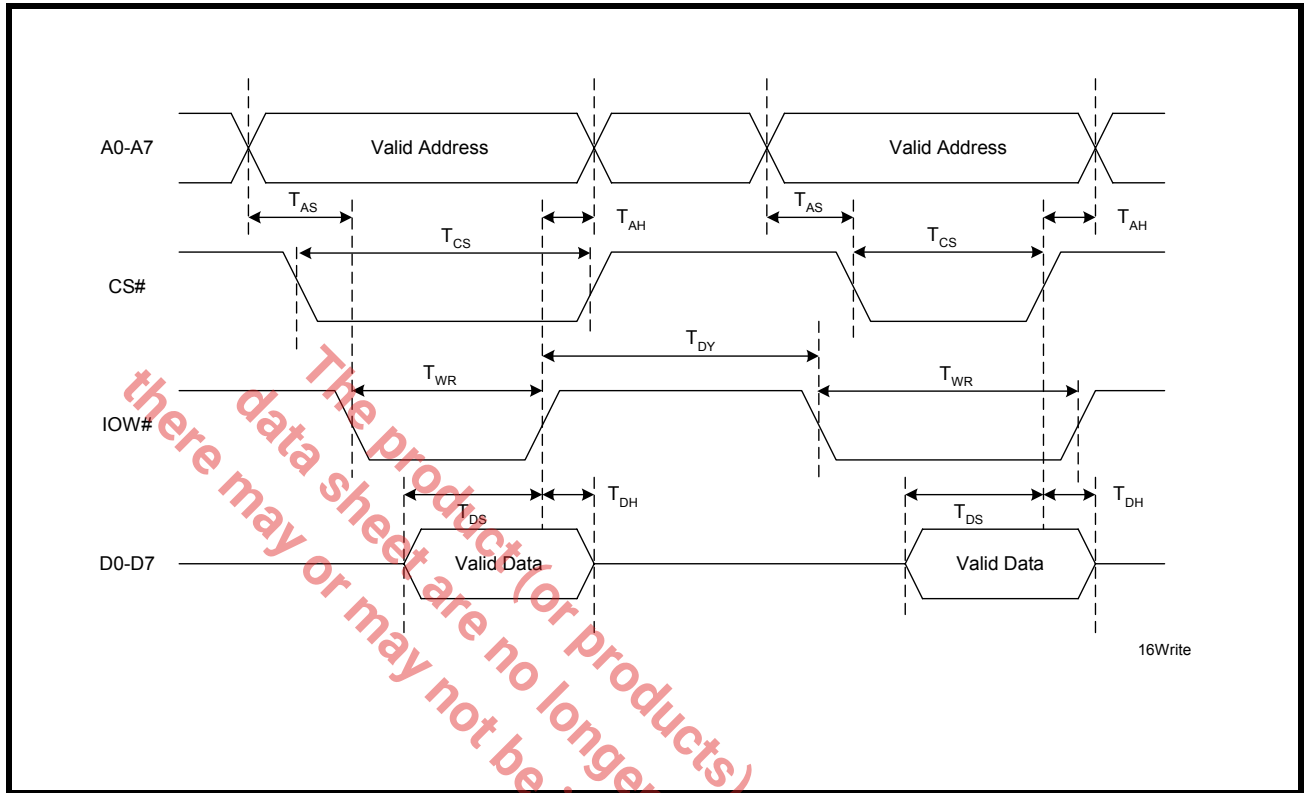 A0-A7
Valid Address
Valid Address
TAS
TAH
TAS
TAH
TCS
TCS
CS#
TDY
TWR
TWR
IOW#
TDS
TDH
TDS
TDH
D0-D7
Valid Data
Valid Data
16Write
The product (or products)
data sheet are no longer
there may or may not be